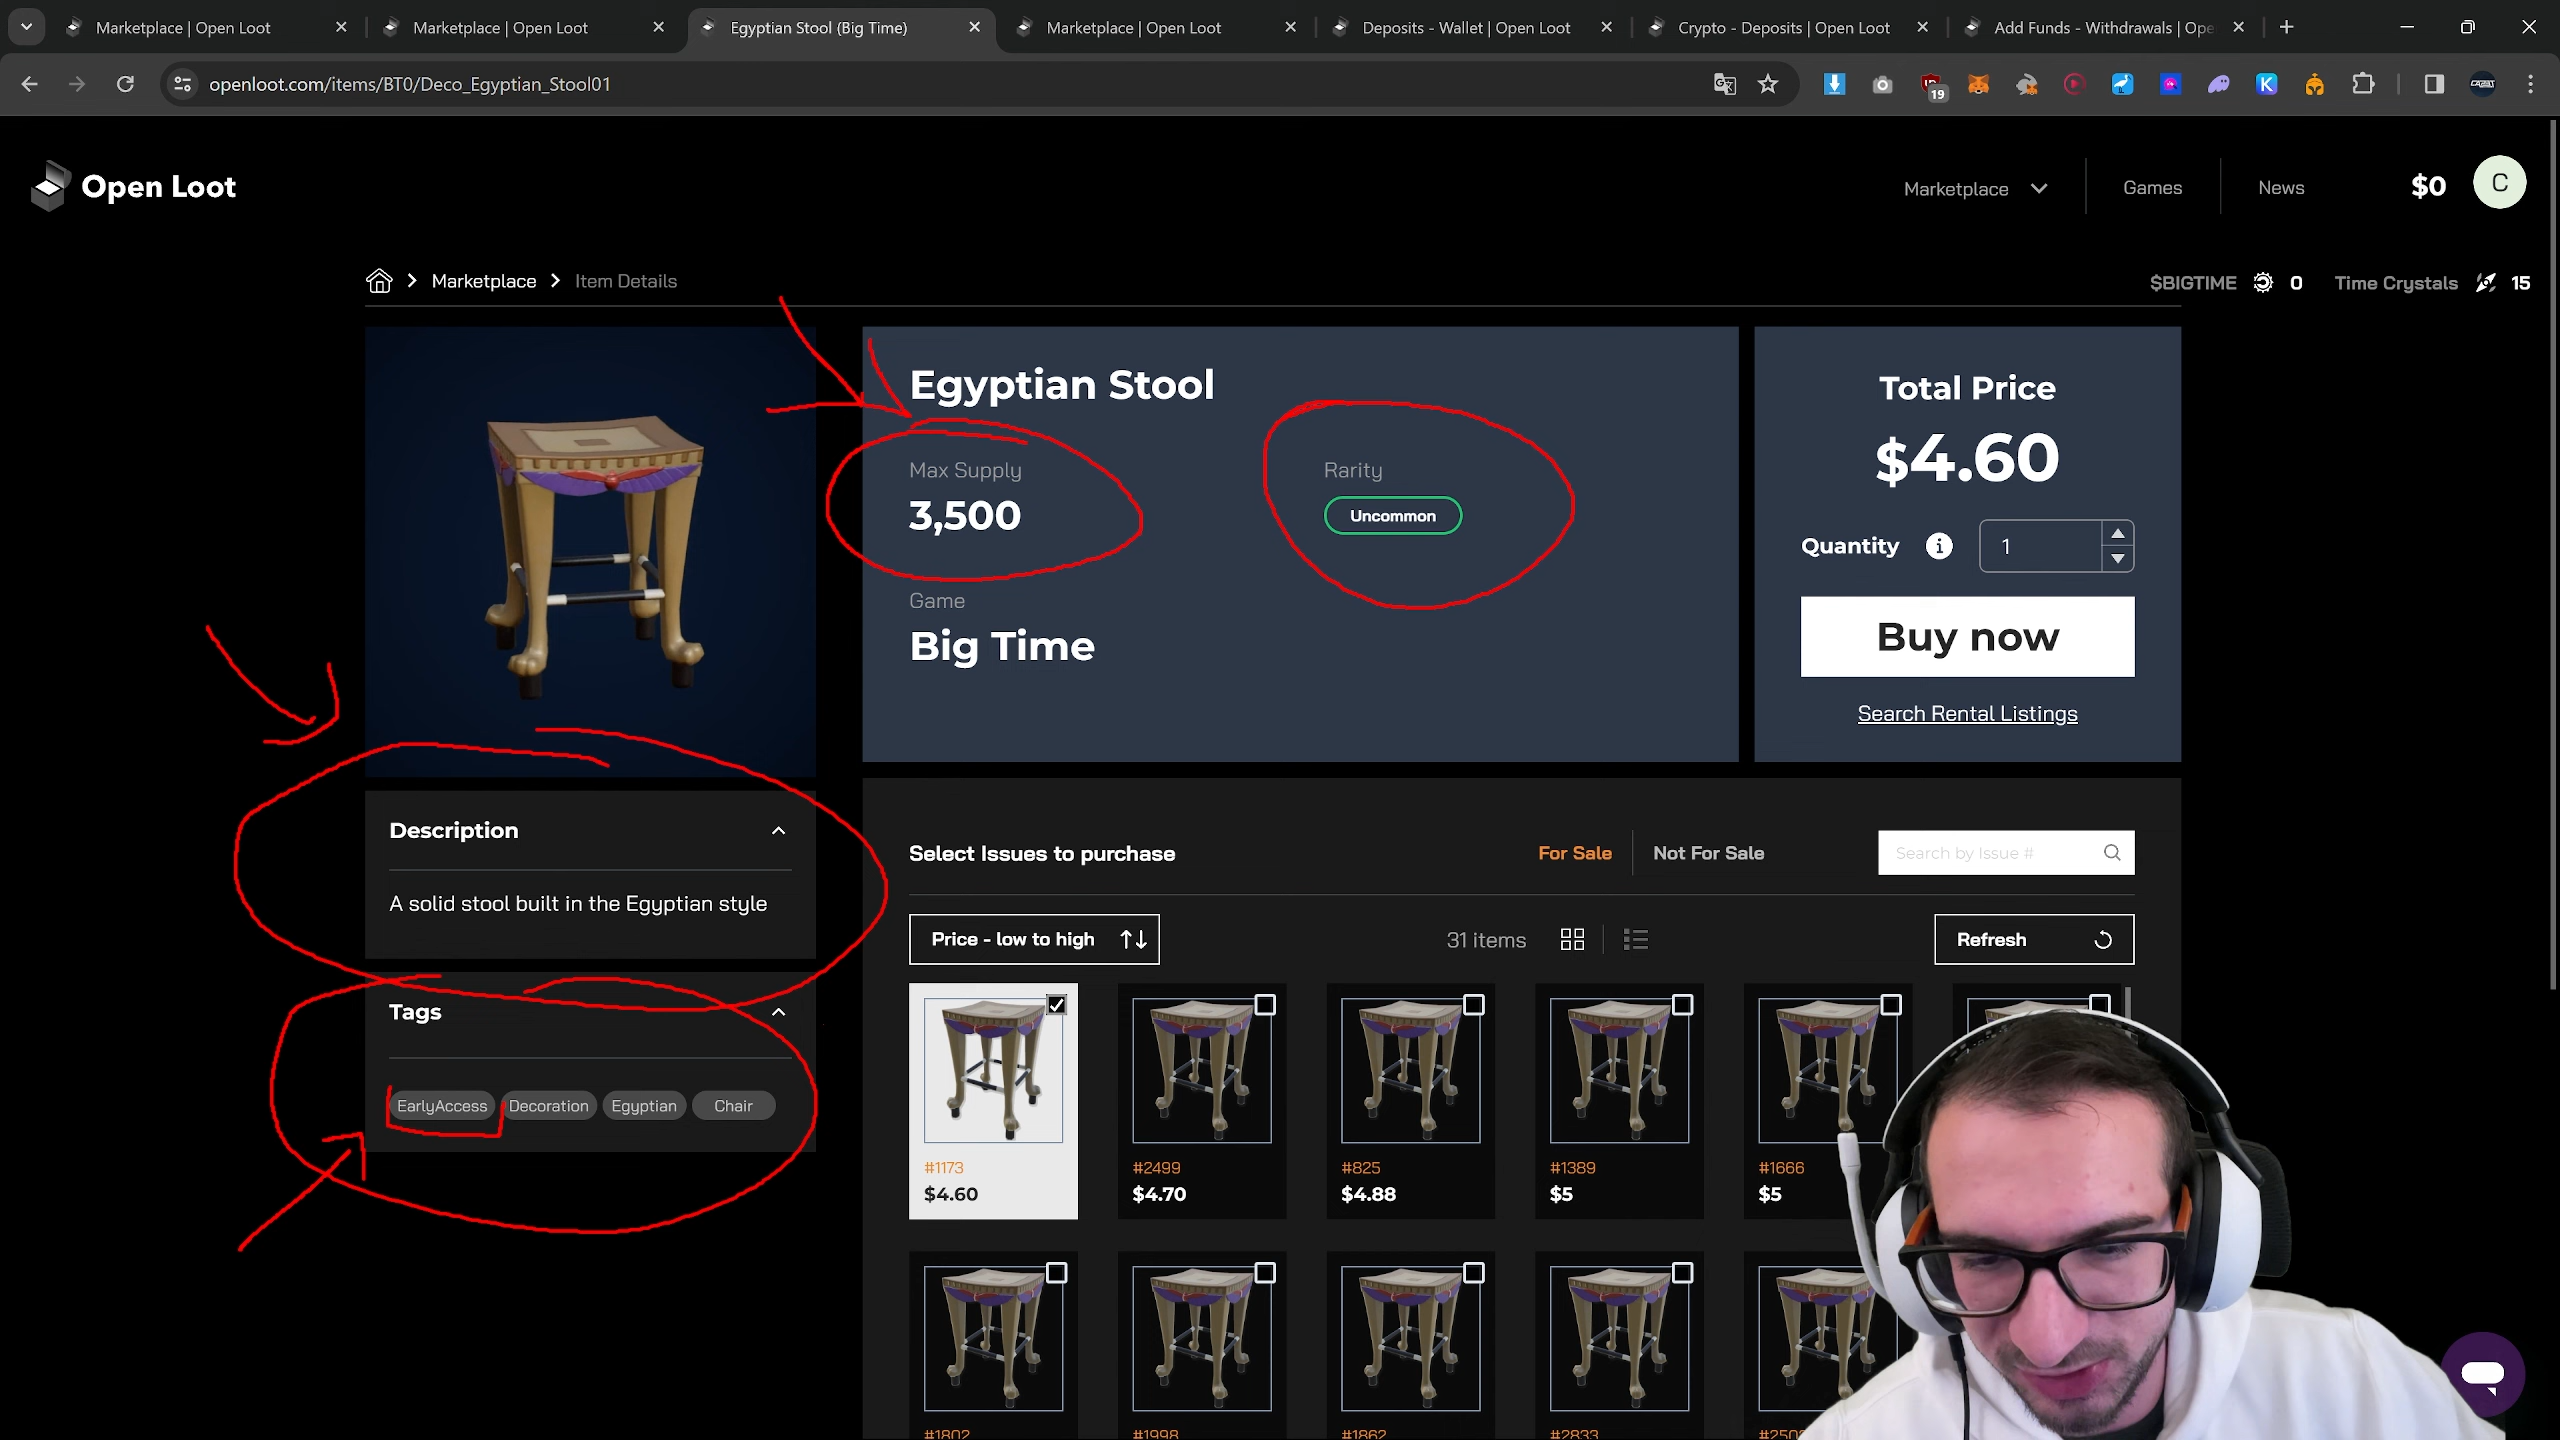 Marketplace | Open Loot
Marketplace | Open Loot
Egyptian Stool (Big Time)
Marketplace | Open Loot
Deposits - Wallet | Open Loot
Crypto - Deposits | Open Loot
Add Funds - Withdrawals | Ope
openloot.com/items/BT0/Deco_Egyptian_Stool01
19
K
Open Loot
Marketplace
Games
News
$0
C
Marketplace
Item Details
$BIGTIME 0
Time Crystals 15
Egyptian Stool
Max Supply
3,500
Rarity
Uncommon
Game
Big Time
Total Price
$4.60
Quantity
1
Buy now
Search Rental Listings
Description
A solid stool built in the Egyptian style
Tags
EarlyAccess Decoration Egyptian Chair
Select Issues to purchase
For Sale
Not For Sale
Search by Issue #
Price - low to high
31 items
Refresh
#1173
$4.60
#2499
$4.70
#825
$4.88
#1389
$5
#1666
$5
#1802
#1998
#1862
#2833